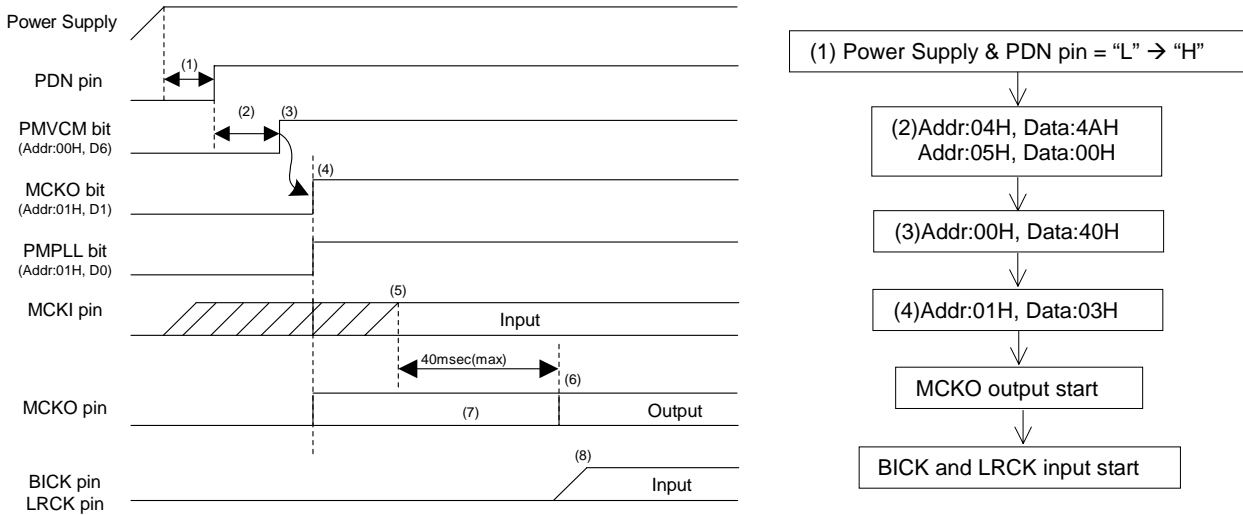 Power Supply
(1)
PDN pin
(2)
(3)
PMVCM bit
(Addr:00H, D6)
(4)
MCKO bit
(Addr:01H, D1)
PMPLL bit
(Addr:01H, D0)
(5)
MCKI pin
Input
40msec(max)
(6)
MCKO pin
(7)
Output
(8)
BICK pin
LRCK pin
Input
(1) Power Supply & PDN pin = “L” → “H”
(2)Addr:04H, Data:4AH
Addr:05H, Data:00H
(3)Addr:00H, Data:40H
(4)Addr:01H, Data:03H
MCKO output start
BICK and LRCK input start